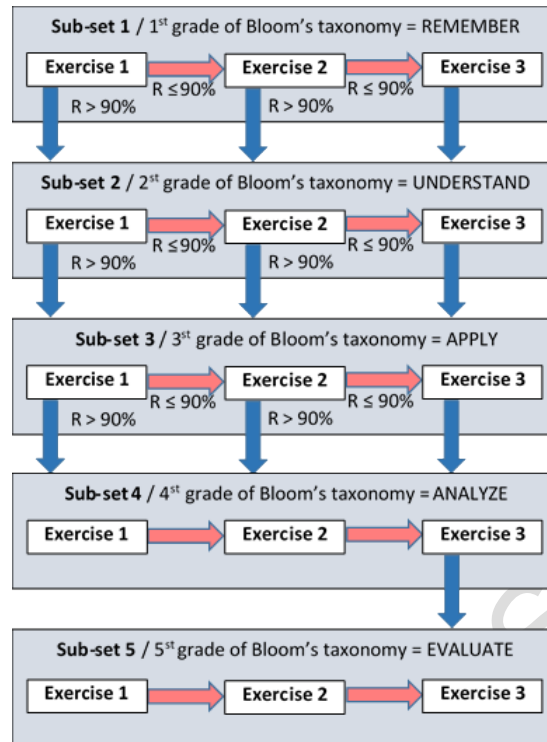 Sub-set 1 / 1st grade of Bloom's taxonomy = REMEMBER
Exercise 1 Exercise 2 Exercise 3
R ≤ 90% R ≤ 90%
R > 90% R > 90%
Sub-set 2 / 2st grade of Bloom's taxonomy = UNDERSTAND
Exercise 1 Exercise 2 Exercise 3
R ≤ 90% R ≤ 90%
R > 90% R > 90%
Sub-set 3 / 3st grade of Bloom's taxonomy = APPLY
Exercise 1 Exercise 2 Exercise 3
R ≤ 90% R ≤ 90%
R > 90% R > 90%
Sub-set 4 / 4st grade of Bloom's taxonomy = ANALYZE
Exercise 1 Exercise 2 Exercise 3
Sub-set 5 / 5st grade of Bloom's taxonomy = EVALUATE
Exercise 1 Exercise 2 Exercise 3